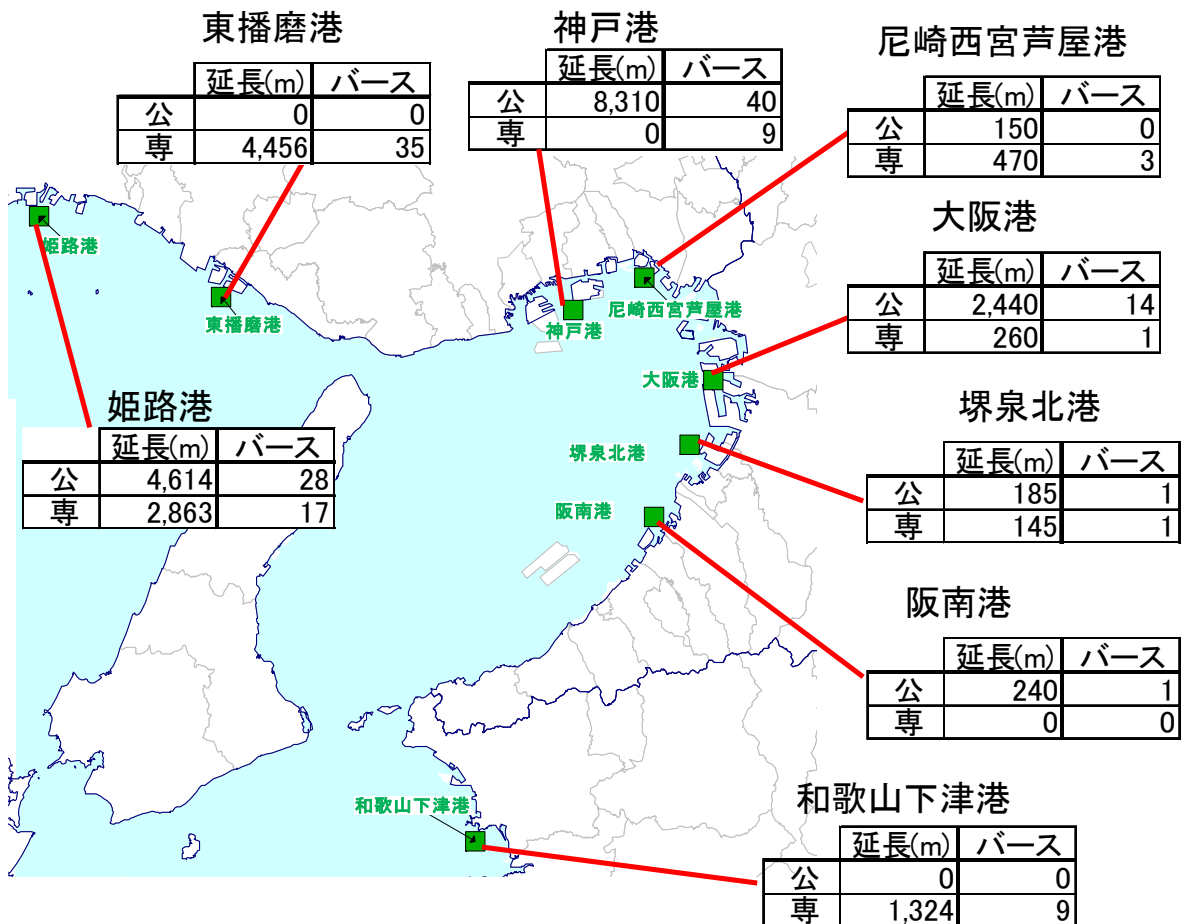 東播磨港
延長(m) バース
公 0 0
専 4,456 35
神戸港
延長(m) バース
公 8,310 40
専 0 9
尼崎西宮芦屋港
延長(m) バース
公 150 0
専 470 3
大阪港
延長(m) バース
公 2,440 14
専 260 1
堺泉北港
延長(m) バース
公 185 1
専 145 1
阪南港
延長(m) バース
公 240 1
専 0 0
和歌山下津港
延長(m) バース
公 0 0
専 1,324 9
姫路港
延長(m) バース
公 4,614 28
専 2,863 17
姫路港
東播磨港
神戸港
尼崎西宮芦屋港
大阪港
堺泉北港
阪南港
和歌山下津港